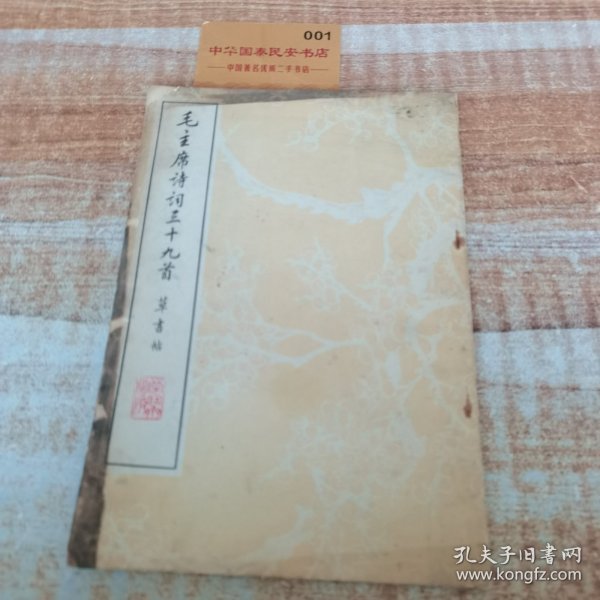 001
中华国泰民安书店
中国著名优质二手书店
毛主席诗词三十九首
草书帖
孔夫子旧书网
www.kongfz.com